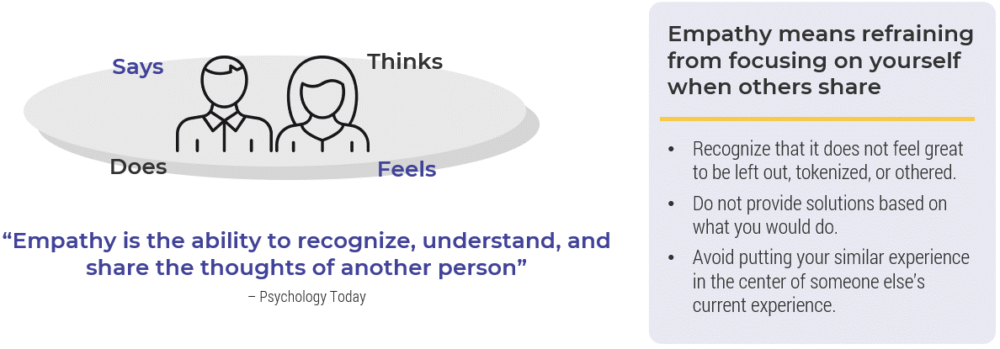 Says
Thinks
Does
Feels
“Empathy is the ability to recognize, understand, and
share the thoughts of another person”
– Psychology Today
Empathy means refraining
from focusing on yourself
when others share
• Recognize that it does not feel great
to be left out, tokenized, or othered.
• Do not provide solutions based on
what you would do.
• Avoid putting your similar experience
in the center of someone else’s
current experience.